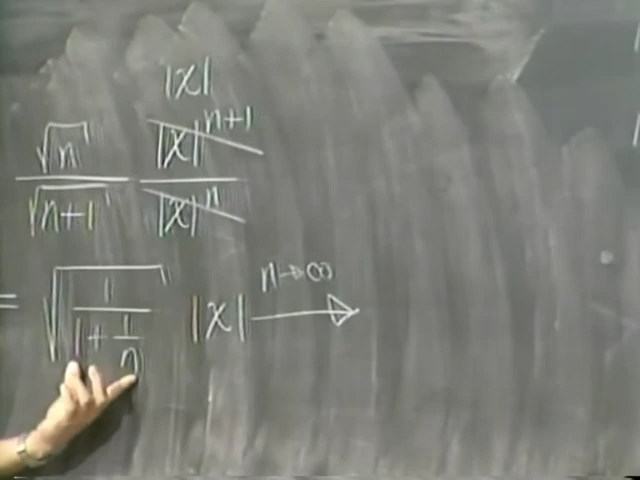 |x|
√n |x|^{n+1}
√n+1 |x|^n
= √(1/(1+1/n)) |x| n→∞